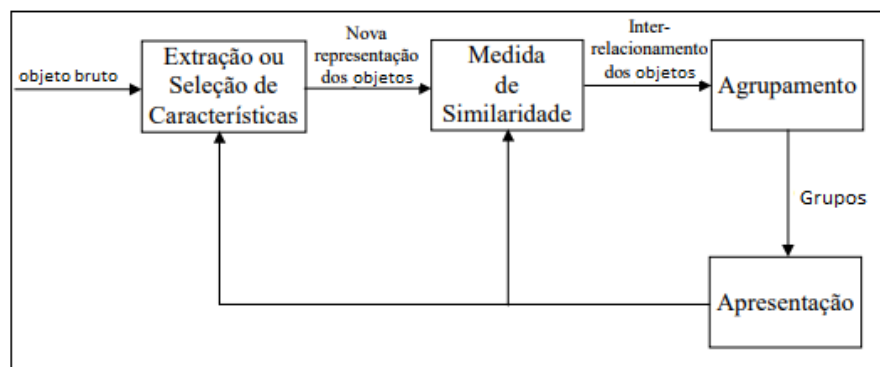 objeto bruto
Extração ou
Seleção de
Características
Nova
representação
dos objetos
Medida
de
Similaridade
Inter-
relacionamento
dos objetos
Agrupamento
Grupos
Apresentação